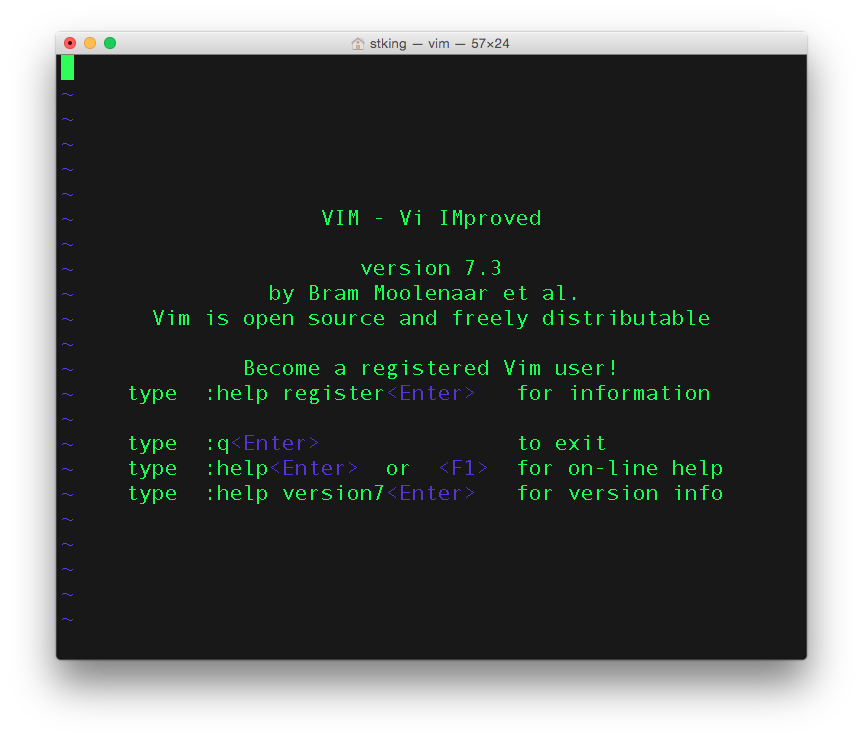 stking — vim — 57×24
~
~
~
~
~
~ VIM - Vi IMproved
~
~ version 7.3
~ by Bram Moolenaar et al.
~ Vim is open source and freely distributable
~
~ Become a registered Vim user!
~ type :help register<Enter> for information
~
~ type :q<Enter> to exit
~ type :help<Enter> or <F1> for on-line help
~ type :help version7<Enter> for version info
~
~
~
~
~